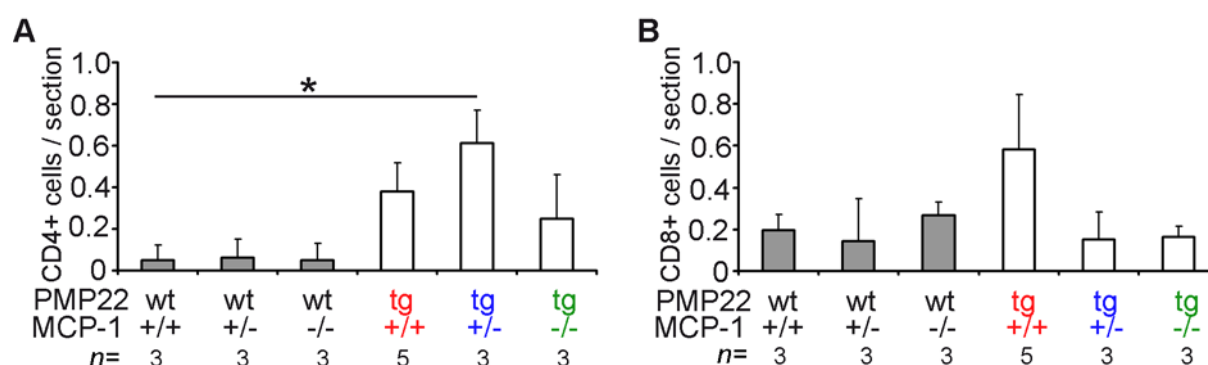 A
CD4+ cells / section
1.0
0.8
0.6
0.4
0.2
0
*
PMP22 wt wt wt tg tg tg
MCP-1 +/+ +/- -/- +/+ +/- -/-
n= 3 3 3 5 3 3
B
CD8+ cells / section
1.0
0.8
0.6
0.4
0.2
0
PMP22 wt wt wt tg tg tg
MCP-1 +/+ +/- -/- +/+ +/- -/-
n= 3 3 3 5 3 3